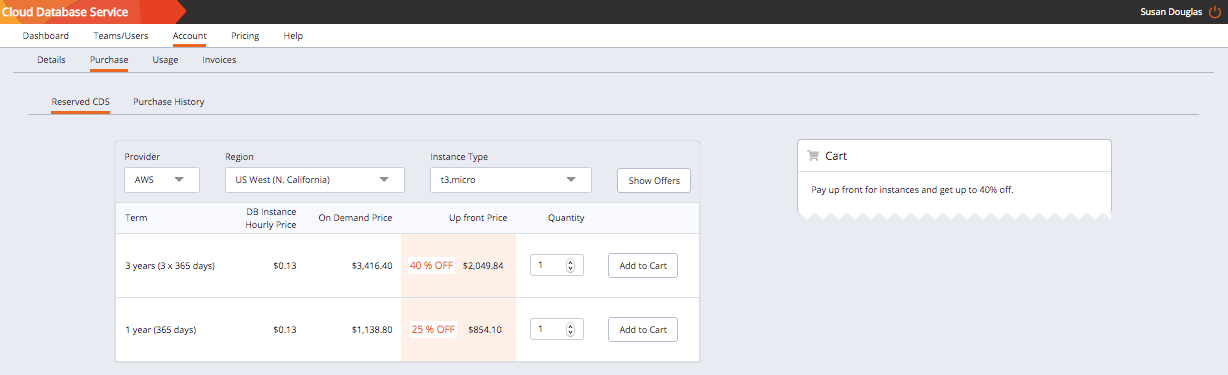 Cloud Database Service
Susan Douglas
Dashboard Teams/Users Account Pricing Help
Details Purchase Usage Invoices
Reserved CDS Purchase History
Provider Region Instance Type
AWS US West (N. California) t3.micro Show Offers
Term DB Instance Hourly Price On Demand Price Up front Price Quantity
3 years (3 x 365 days) $0.13 $3,416.40 40 % OFF $2,049.84 1 Add to Cart
1 year (365 days) $0.13 $1,138.80 25 % OFF $854.10 1 Add to Cart
Cart
Pay up front for instances and get up to 40% off.